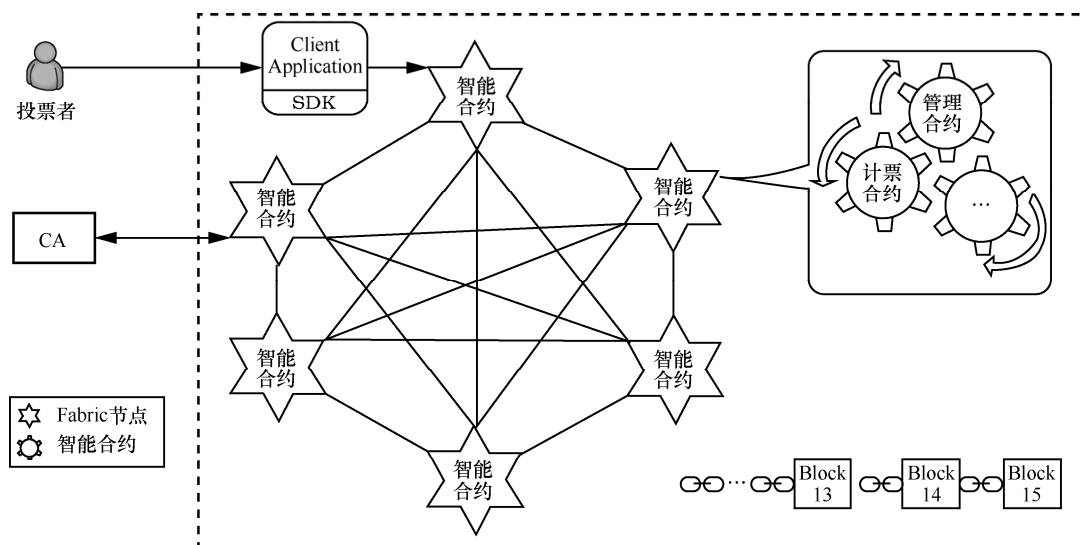 投票者
Client
Application
SDK
智能
合约
智能
合约
智能
合约
管理
合约
计票
合约
…
CA
智能
合约
智能
合约
智能
合约
Fabric节点
智能合约
…
Block
13
Block
14
Block
15